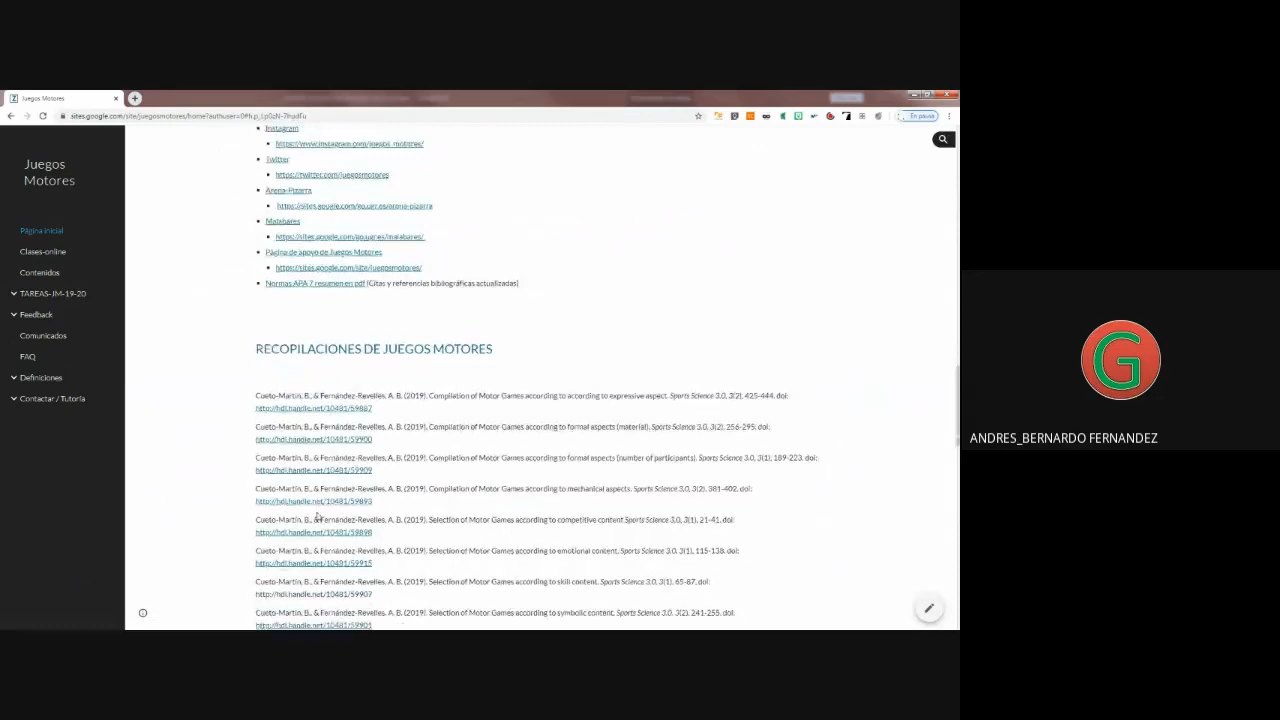 Juegos Motores
sites.google.com/site/juegosmotores/home?authuser=0#h.p_Lp0zN-7hpdFu
En pausa
Juegos
Motores
Página inicial
Clases-online
Contenidos
TAREAS-JM-19-20
Feedback
Comunicados
FAQ
Definiciones
Contactar / Tutoría
Instagram
https://www.instagram.com/juegos_motores/
Twitter
https://twitter.com/juegosmotores
Arena-Pizarra
https://sites.google.com/go.ugr.es/arena-pizarra
Malabares
https://sites.google.com/go.ugr.es/malabares/
Página de apoyo de Juegos Motores
https://sites.google.com/site/juegosmotores/
Normas APA 7 resumen en pdf (Citas y referencias bibliográficas actualizadas)
RECOPILACIONES DE JUEGOS MOTORES
Cueto-Martín, B., & Fernández-Revelles, A. B. (2019). Compilation of Motor Games according to according to expressive aspect. Sports Science 3.0, 3(2), 425-444. doi:
http://hdl.handle.net/10481/59887
Cueto-Martín, B., & Fernández-Revelles, A. B. (2019). Compilation of Motor Games according to formal aspects (material). Sports Science 3.0, 3(2), 256-295. doi:
http://hdl.handle.net/10481/59900
Cueto-Martín, B., & Fernández-Revelles, A. B. (2019). Compilation of Motor Games according to formal aspects (number of participants). Sports Science 3.0, 3(1), 189-223. doi:
http://hdl.handle.net/10481/59909
Cueto-Martín, B., & Fernández-Revelles, A. B. (2019). Compilation of Motor Games according to mechanical aspects. Sports Science 3.0, 3(2), 381-402. doi:
http://hdl.handle.net/10481/59893
Cueto-Martín, B., & Fernández-Revelles, A. B. (2019). Selection of Motor Games according to competitive content Sports Science 3.0, 3(1), 21-41. doi:
http://hdl.handle.net/10481/59898
Cueto-Martín, B., & Fernández-Revelles, A. B. (2019). Selection of Motor Games according to emotional content. Sports Science 3.0, 3(1), 115-138. doi:
http://hdl.handle.net/10481/59915
Cueto-Martín, B., & Fernández-Revelles, A. B. (2019). Selection of Motor Games according to skill content. Sports Science 3.0, 3(1), 65-87. doi:
http://hdl.handle.net/10481/59907
Cueto-Martín, B., & Fernández-Revelles, A. B. (2019). Selection of Motor Games according to symbolic content. Sports Science 3.0, 3(2), 241-255. doi:
http://hdl.handle.net/10481/59901
G
ANDRES_BERNARDO FERNANDEZ